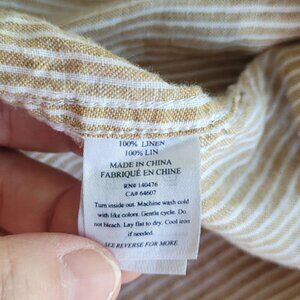 100% LINEN
100% LIN
MADE IN CHINA
FABRIQUÉ EN CHINE
RN# 140476
CA# 64607
Turn inside out. Machine wash cold
with like colors. Gentle cycle. Do
not bleach. Lay flat to dry. Cool iron
if needed.
SEE REVERSE FOR MORE